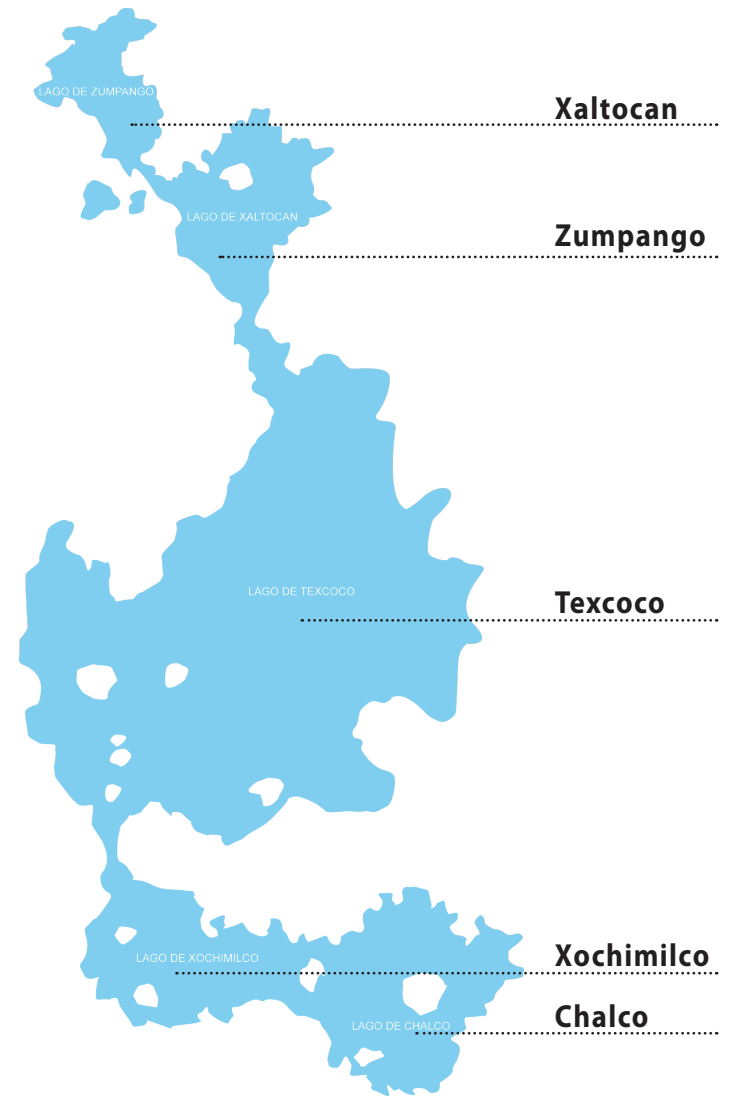 LAGO DE ZUMPANGO
Xaltocan
LAGO DE XALTOCAN
Zumpango
LAGO DE TEXCOCO
Texcoco
LAGO DE XOCHIMILCO
Xochimilco
LAGO DE CHALCO
Chalco